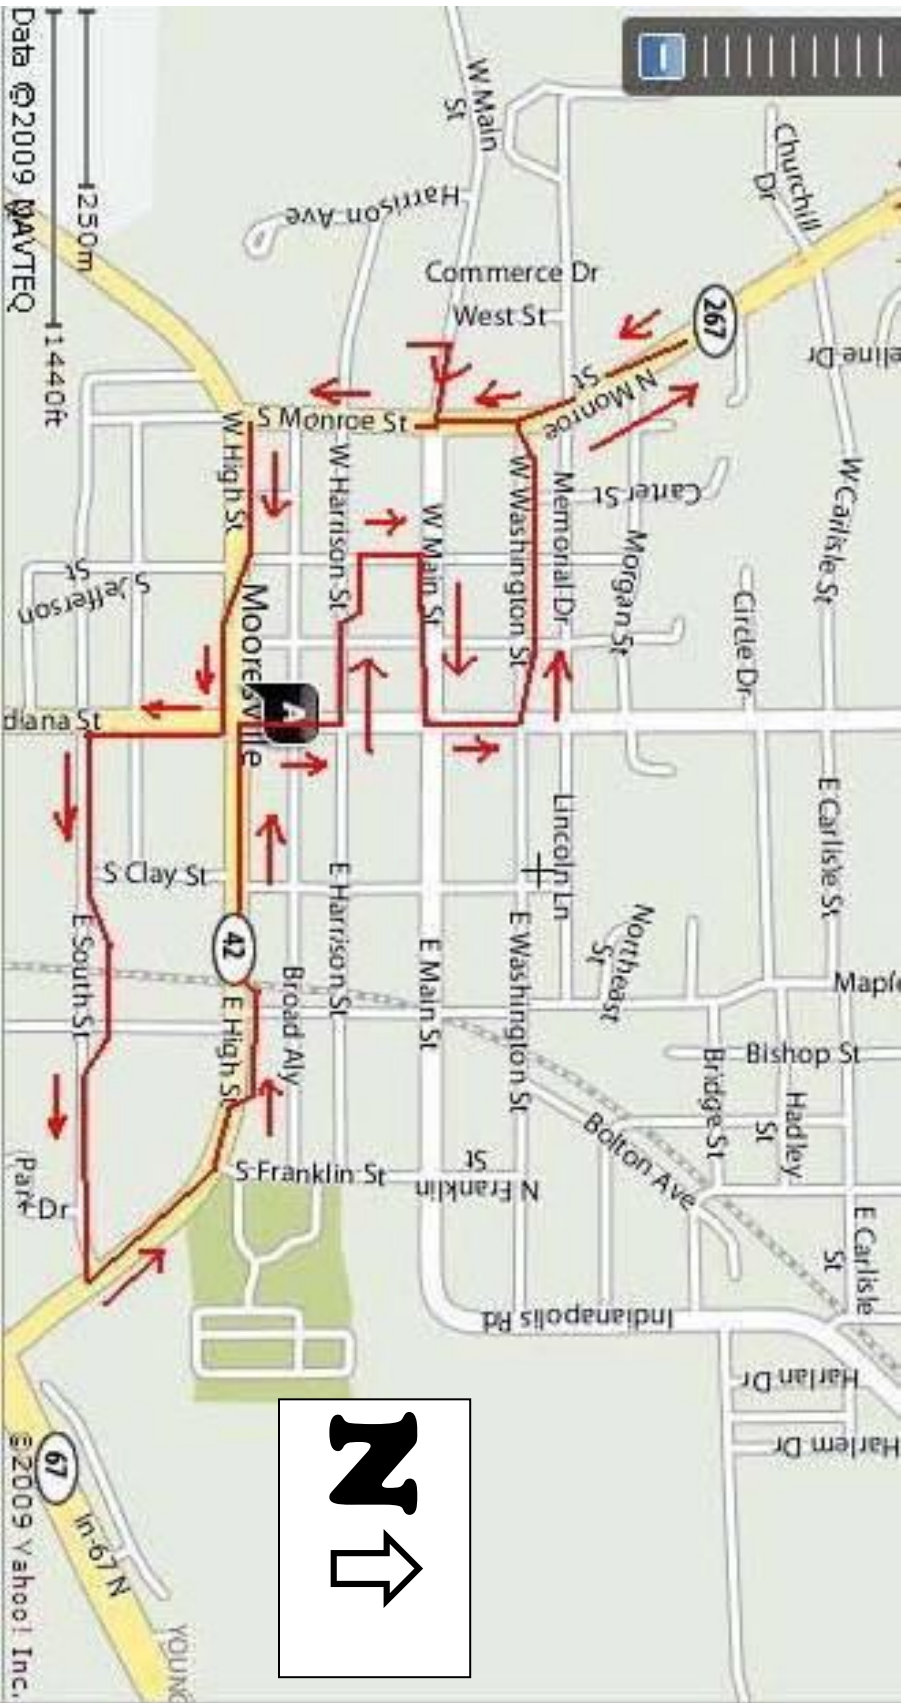 W Main
St
Churchill
Dr
Harrison Ave
Commerce Dr
West St
267
eline Dr
N Monroe
St
S Monroe St
W High St
W Harrison St
W Main St
W Washington St
Memorial Dr
Carter St
Morgan St
W Carlisle St
Circle Dr
S Jefferson
St
Mooresville
A
diana St
S Clay St
E South St
42
E High St
Broad Aly
E Harrison St
E Main St
E Washington St
Lincoln Ln
Northeast
St
E Carlisle St
Maple
Bishop St
Bridge St
Hadley
St
Bolton Ave
E Carlisle
St
S Franklin St
N Franklin
St
Park Dr
Indianapolis Rd
Harlan Dr
Harlem Dr
67
In-67 N
YOUNG
N
250m
1440ft
Data ©2009 NAVTEQ
©2009 Yahoo! Inc.